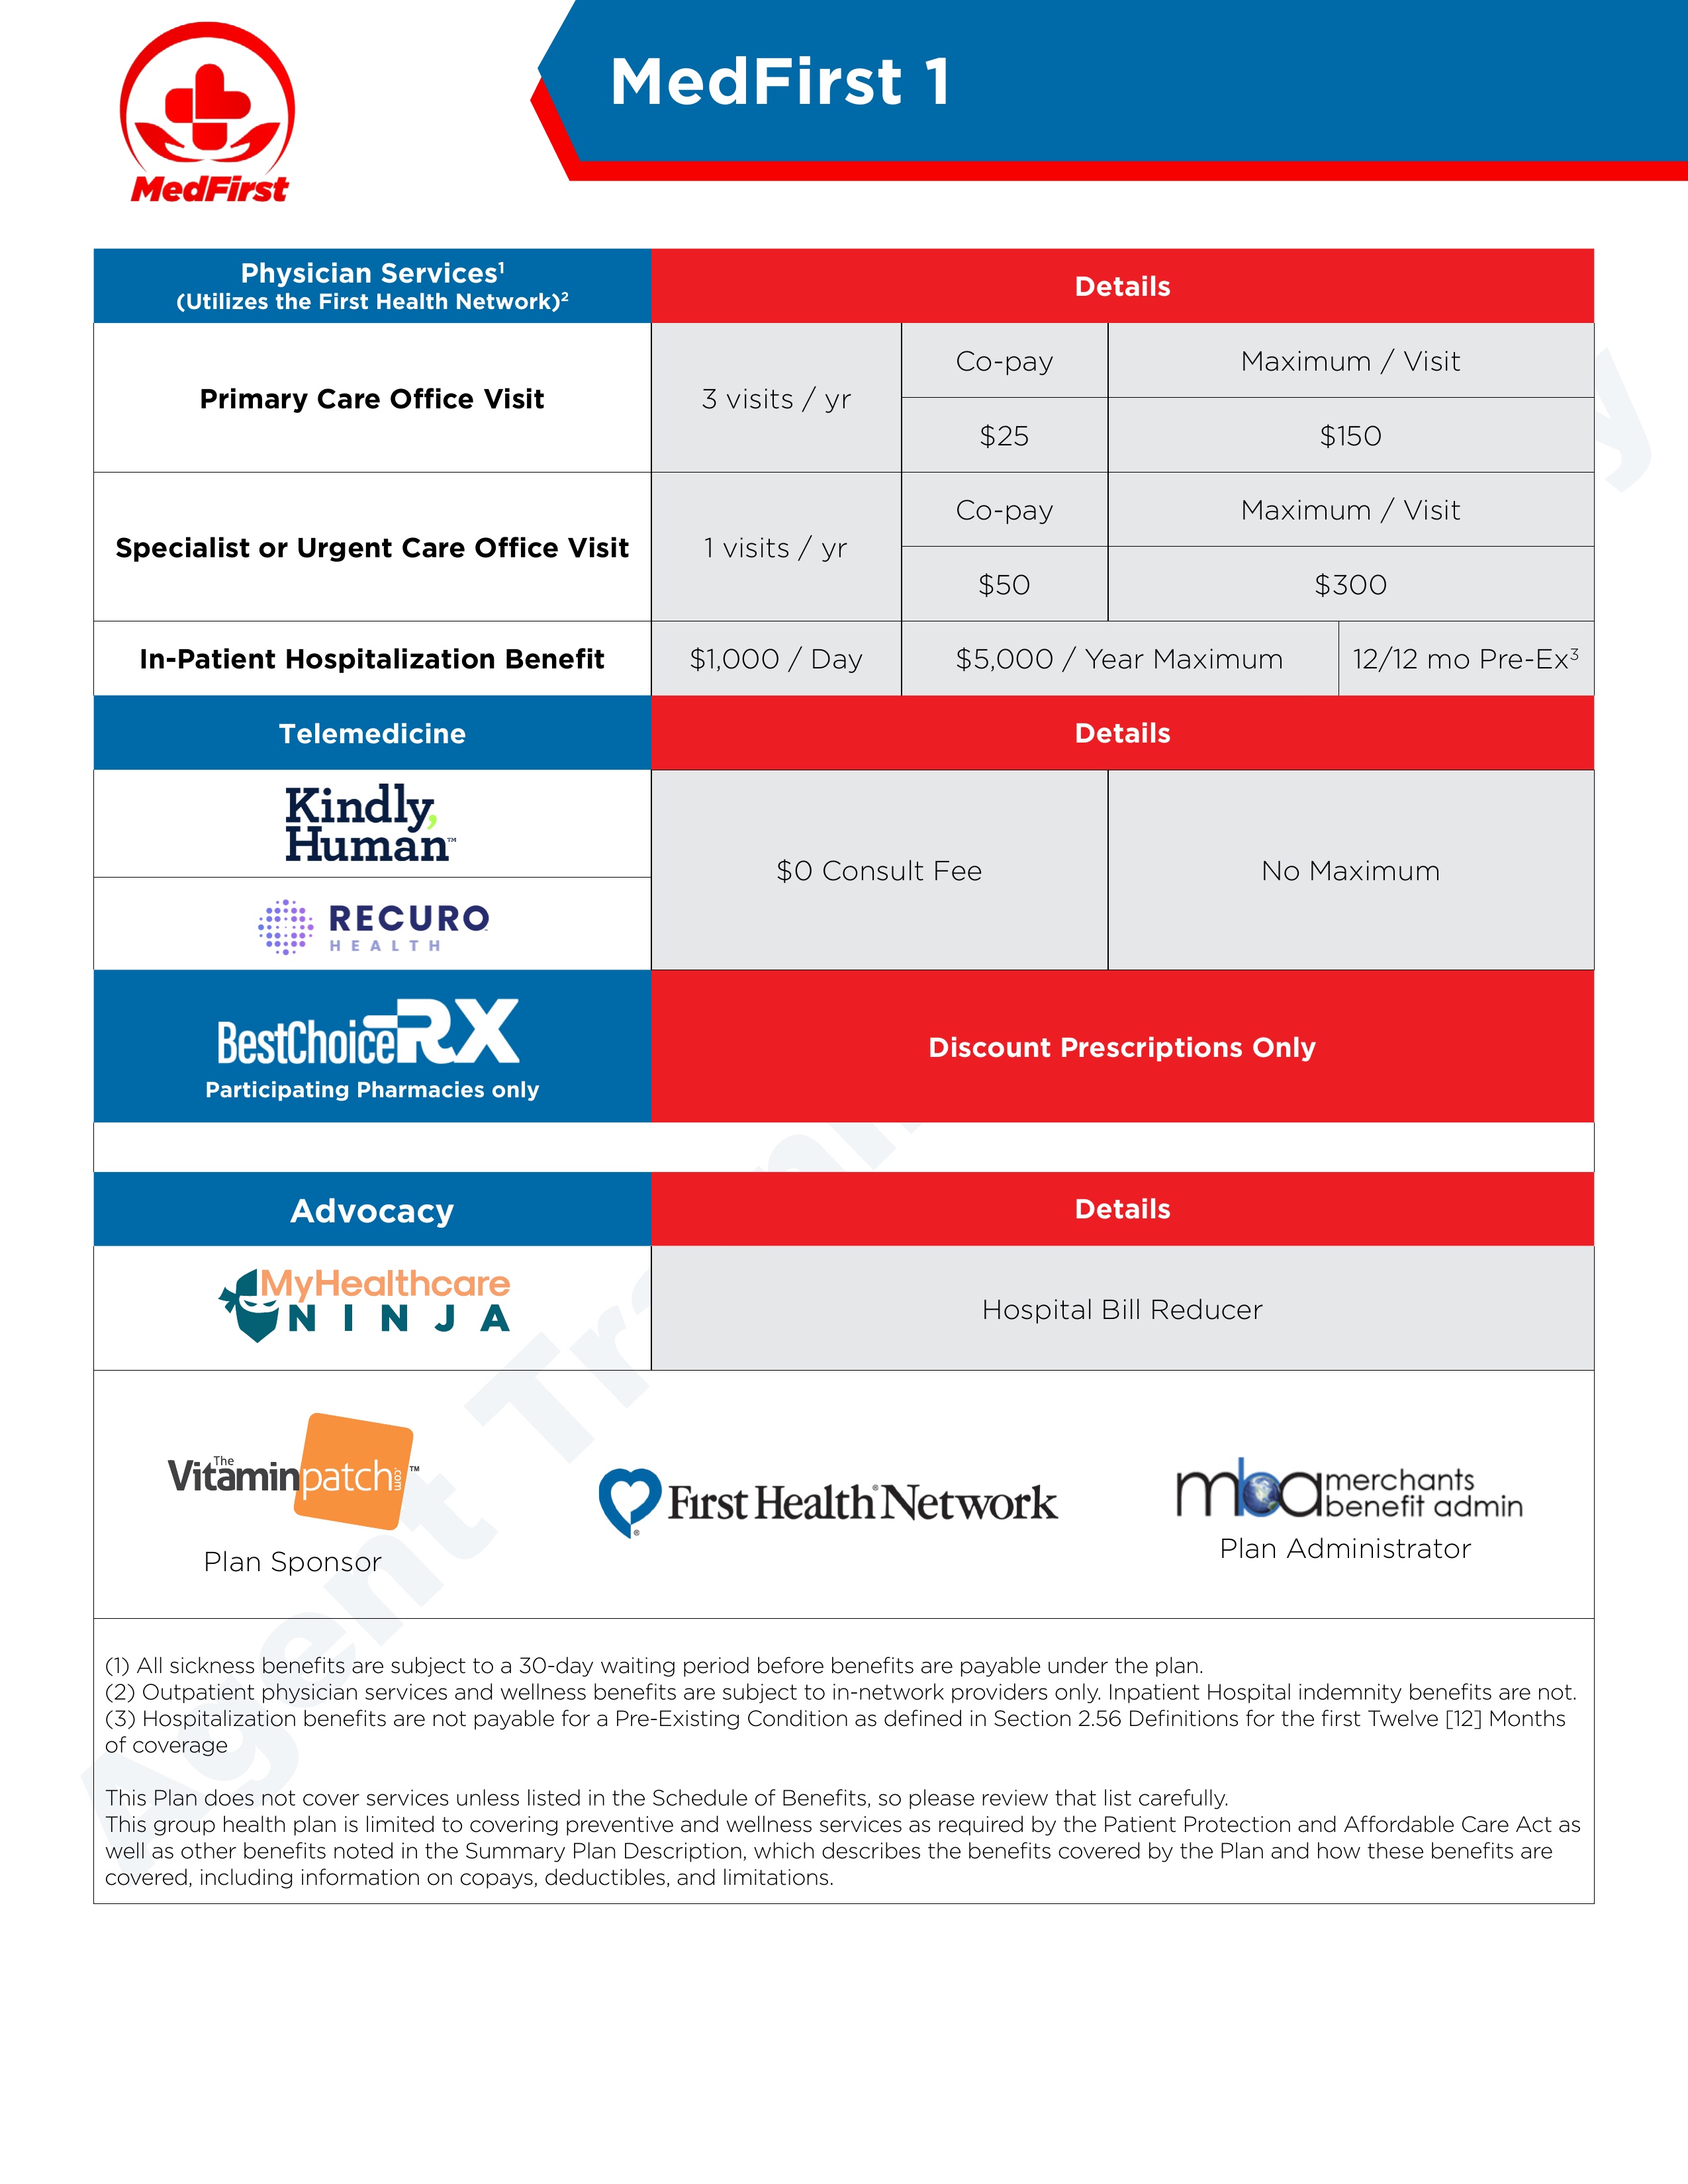 MedFirst
MedFirst 1
Physician Services¹
(Utilizes the First Health Network)²
Details
Primary Care Office Visit
3 visits / yr
Co-pay
Maximum / Visit
$25
$150
Specialist or Urgent Care Office Visit
1 visits / yr
Co-pay
Maximum / Visit
$50
$300
In-Patient Hospitalization Benefit
$1,000 / Day
$5,000 / Year Maximum
12/12 mo Pre-Ex³
Telemedicine
Details
Kindly,
Human™
RECURO
HEALTH
$0 Consult Fee
No Maximum
BestChoiceRX
Participating Pharmacies only
Discount Prescriptions Only
Advocacy
Details
MyHealthcare
NINJA
Hospital Bill Reducer
The
Vitaminpatch.com™
Plan Sponsor
First Health® Network
mba merchants
benefit admin
Plan Administrator
(1) All sickness benefits are subject to a 30-day waiting period before benefits are payable under the plan.
(2) Outpatient physician services and wellness benefits are subject to in-network providers only. Inpatient Hospital indemnity benefits are not.
(3) Hospitalization benefits are not payable for a Pre-Existing Condition as defined in Section 2.56 Definitions for the first Twelve [12] Months
of coverage
This Plan does not cover services unless listed in the Schedule of Benefits, so please review that list carefully.
This group health plan is limited to covering preventive and wellness services as required by the Patient Protection and Affordable Care Act as
well as other benefits noted in the Summary Plan Description, which describes the benefits covered by the Plan and how these benefits are
covered, including information on copays, deductibles, and limitations.
Agent